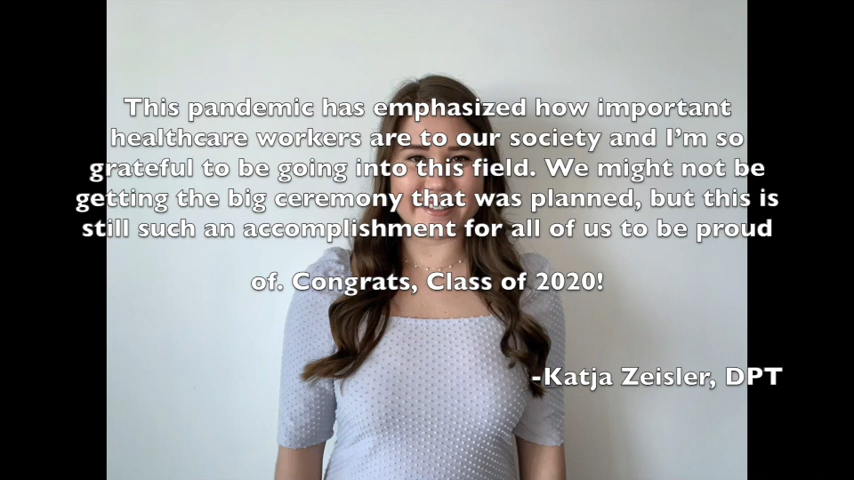 This pandemic has emphasized how important
healthcare workers are to our society and I'm so
grateful to be going into this field. We might not be
getting the big ceremony that was planned, but this is
still such an accomplishment for all of us to be proud
of. Congrats, Class of 2020!
-Katja Zeisler, DPT